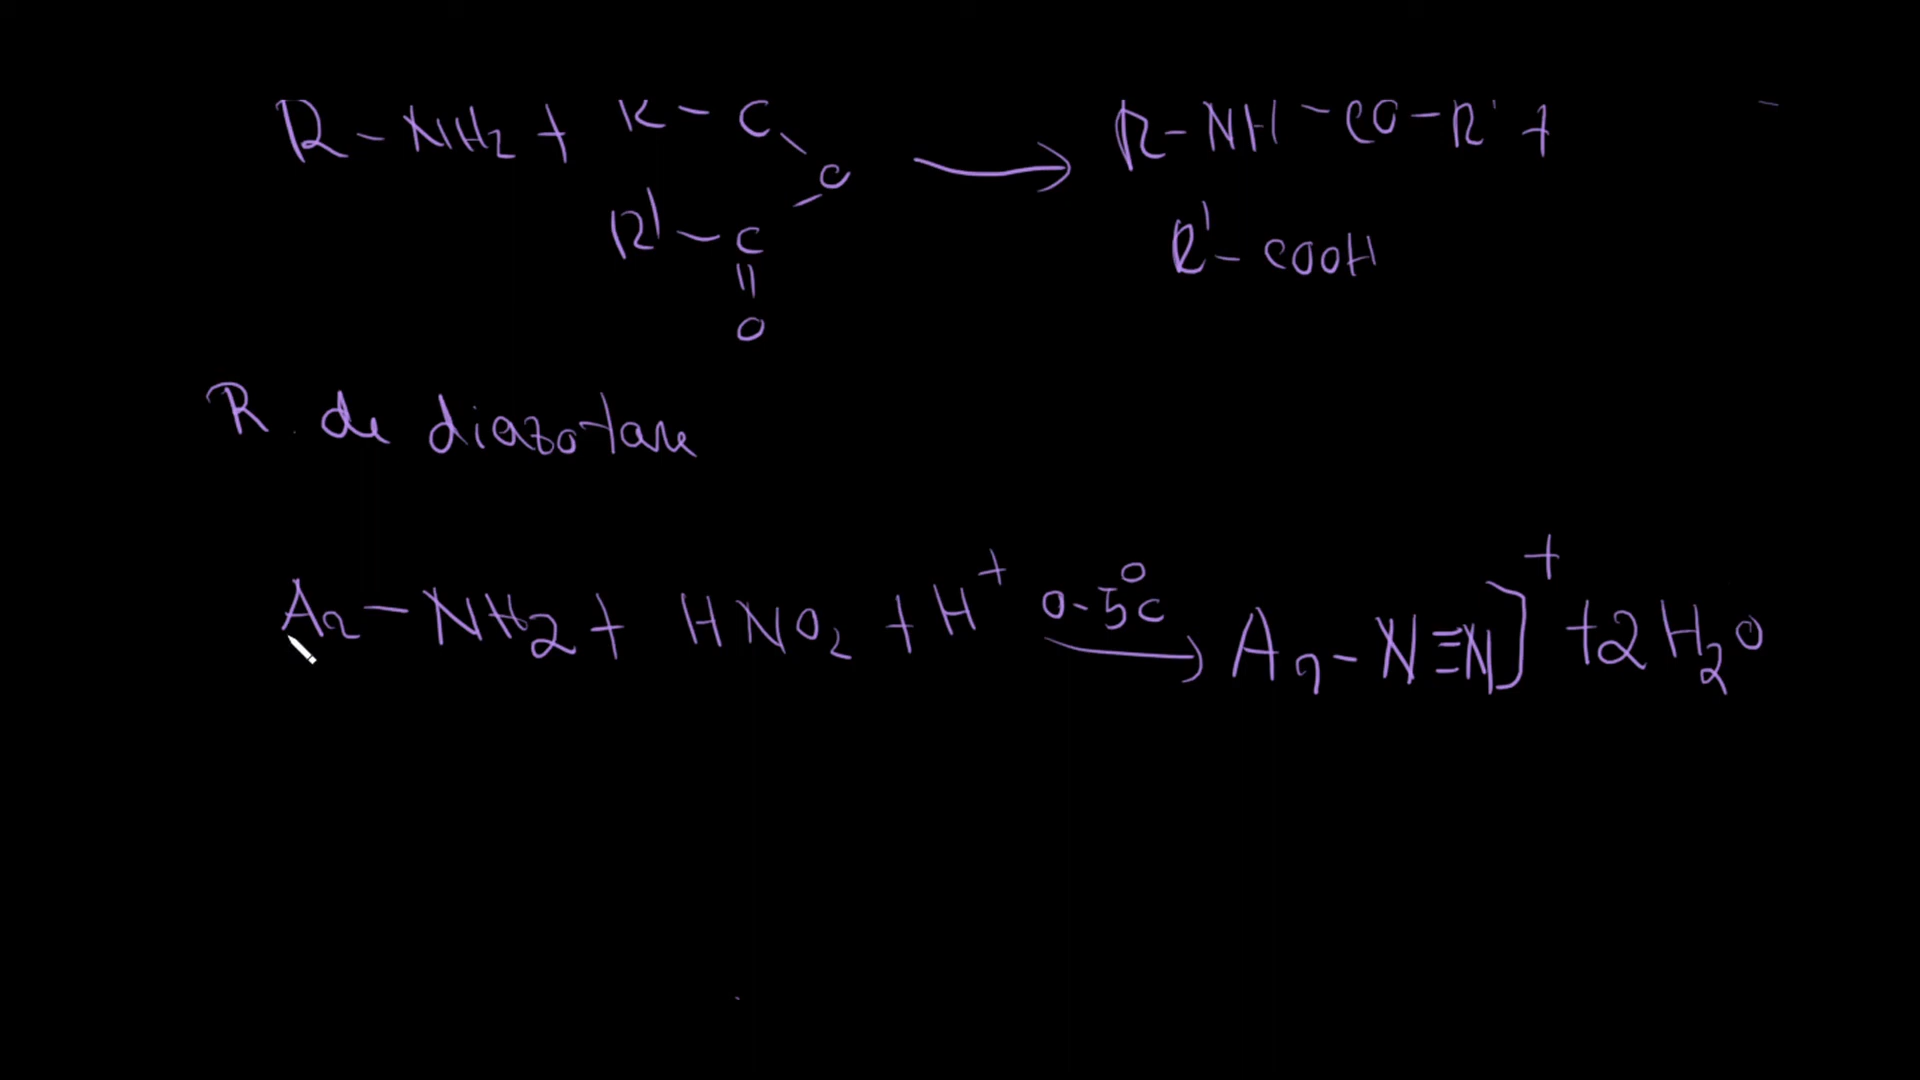 R-NH2 + R-C
O
R-NH-CO-R' +
R'-C
R'-COOH
||
O
R. de diazotare
Ar-NH2 + HNO2 + H+ 0-5°C → Ar-N≡N]+ + 2H2O